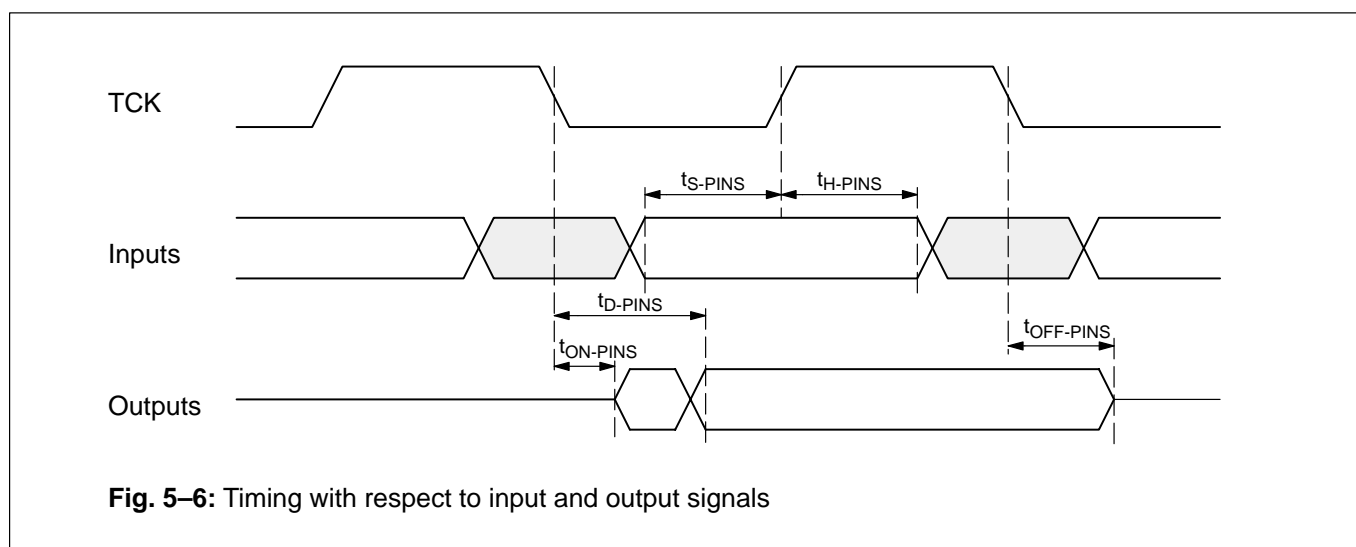 TCK
tS-PINS
tH-PINS
Inputs
tD-PINS
tON-PINS
tOFF-PINS
Outputs
Fig. 5–6: Timing with respect to input and output signals